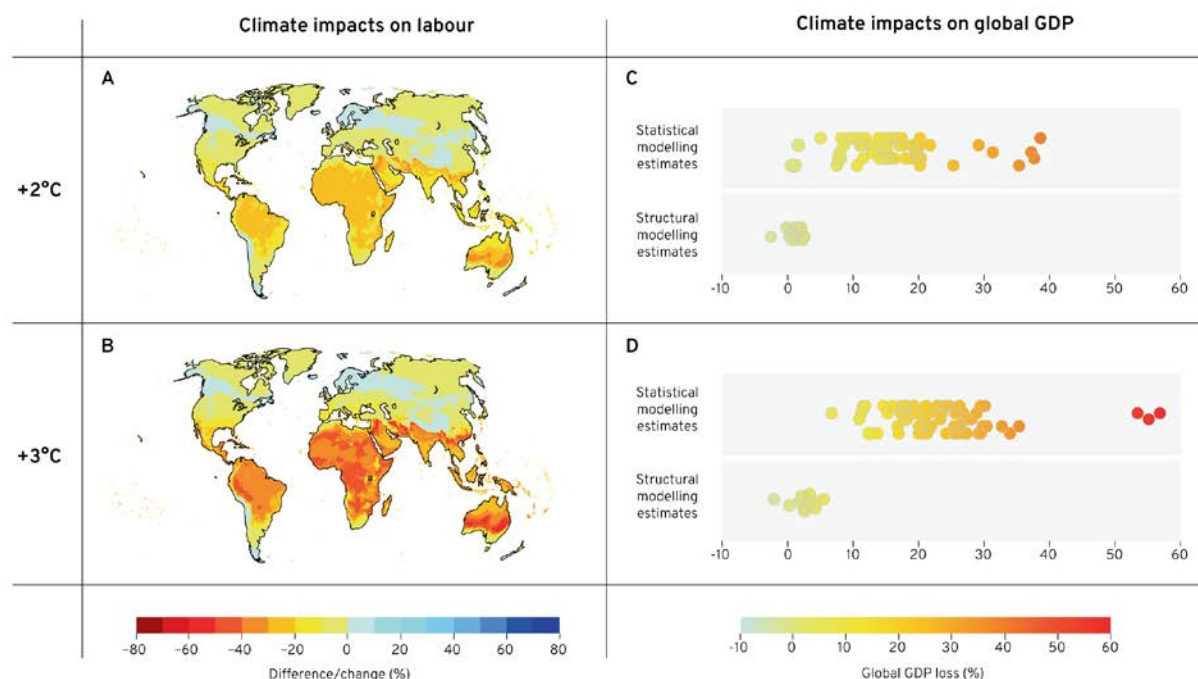 Climate impacts on labour
Climate impacts on global GDP
+2°C
A
C
Statistical
modelling
estimates
Structural
modelling
estimates
-10 0 10 20 30 40 50 60
+3°C
B
D
Statistical
modelling
estimates
Structural
modelling
estimates
-10 0 10 20 30 40 50 60
−80 −60 −40 −20 0 20 40 60 80
Difference/change (%)
-10 0 10 20 30 40 50 60
Global GDP loss (%)